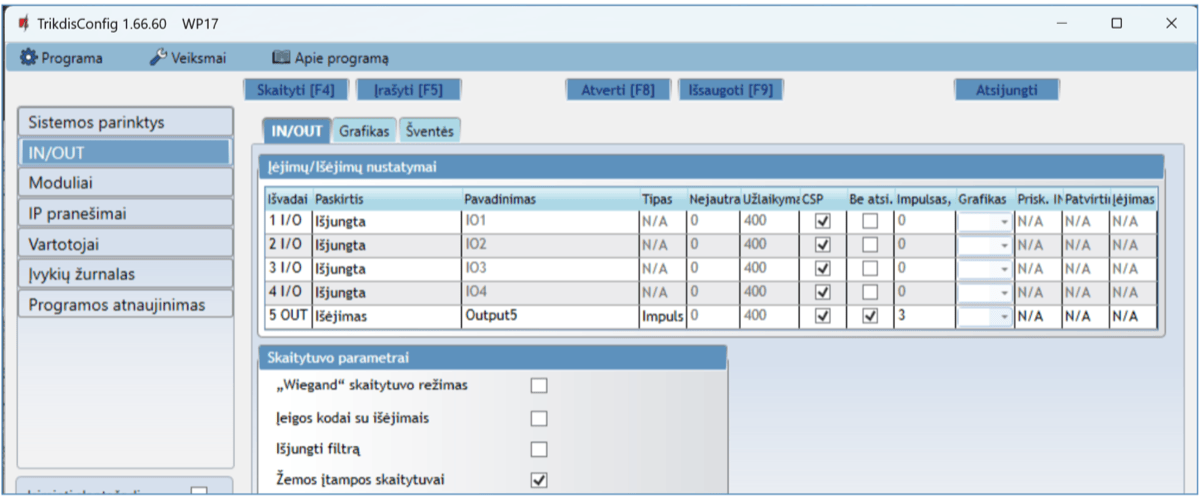 TrikdisConfig 1.66.60 WP17
Programa Veiksmai Apie programą
Skaityti [F4] Įrašyti [F5] Atverti [F8] Išsaugoti [F9] Atsijungti
Sistemos parinktys
IN/OUT
Moduliai
IP pranešimai
Vartotojai
Įvykių žurnalas
Programos atnaujinimas
IN/OUT Grafikas Šventės
Įėjimų/Išėjimų nustatymai
Išvadai Paskirtis Pavadinimas Tipas Nejautra Užlaikyma CSP Be atsi. Impulsas, Grafikas Prisk. IN Patvirti Įėjimas
1 I/O Išjungta IO1 N/A 0 400 0 N/A N/A N/A
2 I/O Išjungta IO2 N/A 0 400 0 N/A N/A N/A
3 I/O Išjungta IO3 N/A 0 400 0 N/A N/A N/A
4 I/O Išjungta IO4 N/A 0 400 0 N/A N/A N/A
5 OUT Išėjimas Output5 Impuls 0 400 3 N/A N/A N/A
Skaitytuvo parametrai
„Wiegand“ skaitytuvo režimas
Įeigos kodai su išėjimais
Išjungti filtrą
Žemos įtampos skaitytuvai